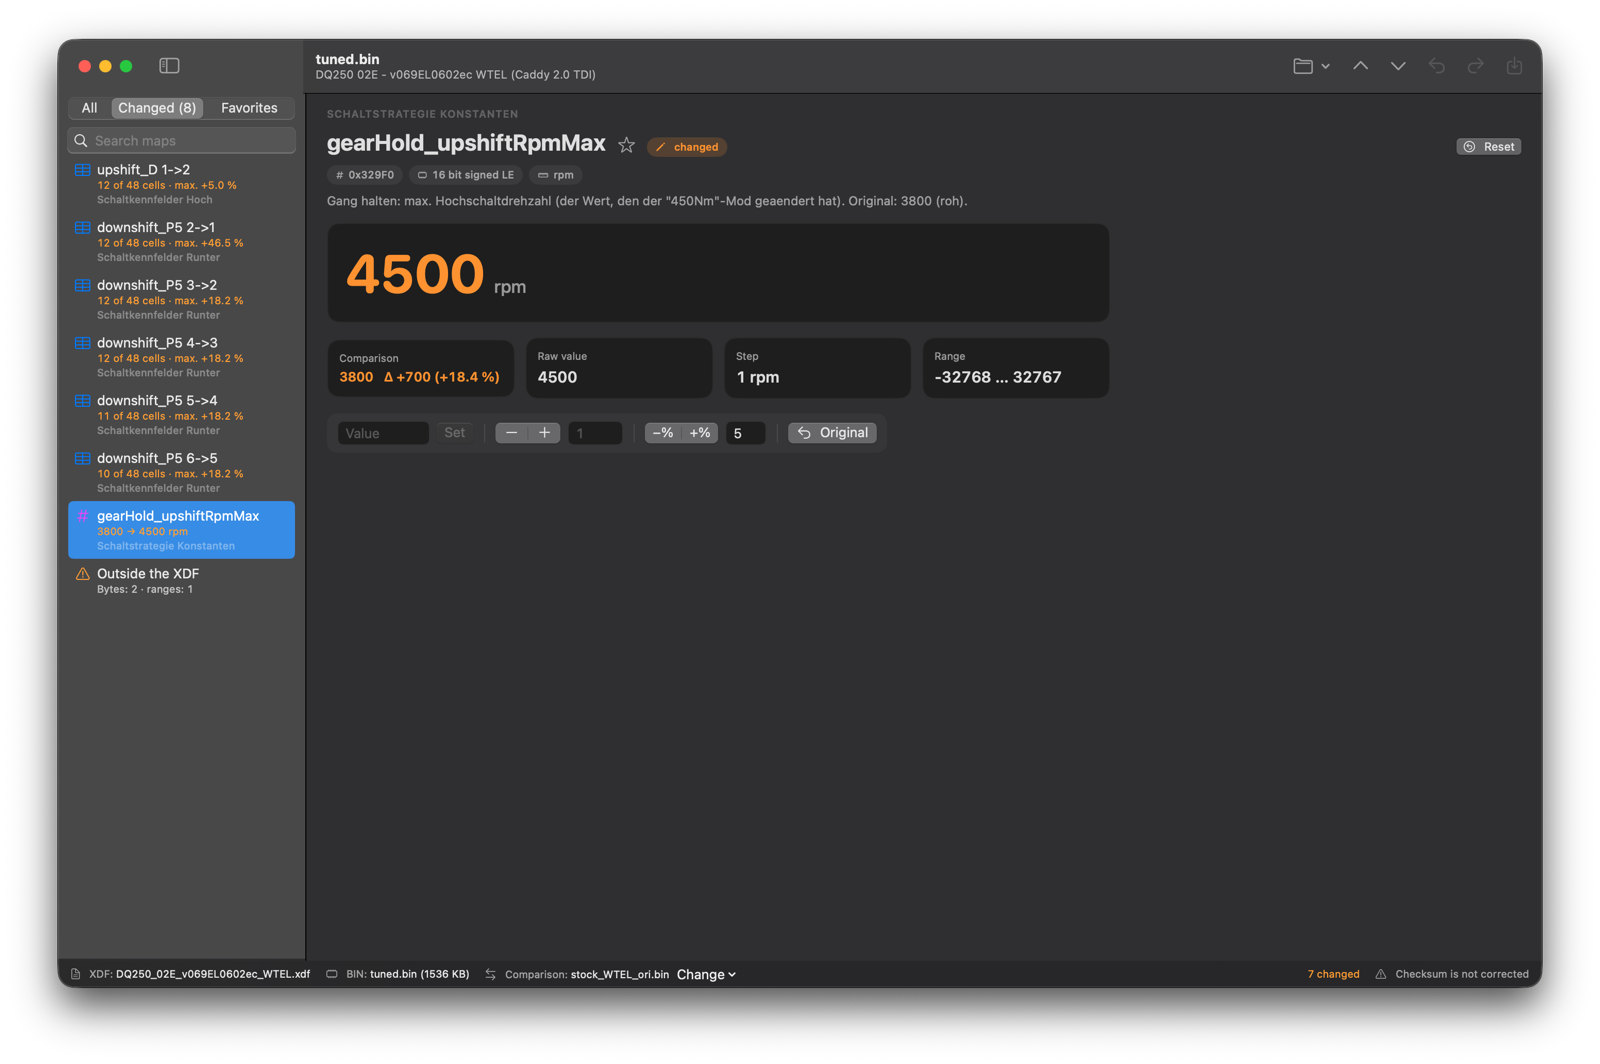 tuned.bin
DQ250 02E - v069EL0602ec WTEL (Caddy 2.0 TDI)
All
Changed (8)
Favorites
Search maps
upshift_D 1->2
12 of 48 cells · max. +5.0 %
Schaltkennfelder Hoch
downshift_P5 2->1
12 of 48 cells · max. +46.5 %
Schaltkennfelder Runter
downshift_P5 3->2
12 of 48 cells · max. +18.2 %
Schaltkennfelder Runter
downshift_P5 4->3
12 of 48 cells · max. +18.2 %
Schaltkennfelder Runter
downshift_P5 5->4
11 of 48 cells · max. +18.2 %
Schaltkennfelder Runter
downshift_P5 6->5
10 of 48 cells · max. +18.2 %
Schaltkennfelder Runter
# gearHold_upshiftRpmMax
3800 → 4500 rpm
Schaltstrategie Konstanten
Outside the XDF
Bytes: 2 · ranges: 1
SCHALTSTRATEGIE KONSTANTEN
gearHold_upshiftRpmMax
changed
Reset
# 0x329F0
16 bit signed LE
rpm
Gang halten: max. Hochschaltdrehzahl (der Wert, den der "450Nm"-Mod geaendert hat). Original: 3800 (roh).
4500 rpm
Comparison
3800 Δ +700 (+18.4 %)
Raw value
4500
Step
1 rpm
Range
-32768 ... 32767
Value
Set
− +
1
−% +%
5
Original
XDF: DQ250_02E_v069EL0602ec_WTEL.xdf
BIN: tuned.bin (1536 KB)
Comparison: stock_WTEL_ori.bin
Change
7 changed
Checksum is not corrected